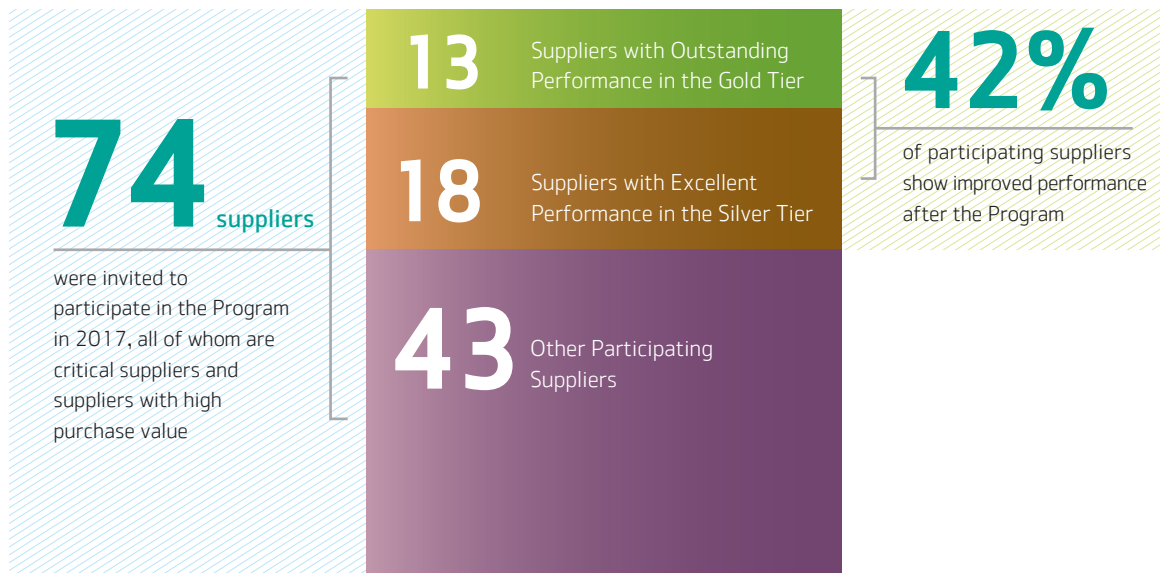 74 suppliers
were invited to
participate in the Program
in 2017, all of whom are
critical suppliers and
suppliers with high
purchase value
13
Suppliers with Outstanding
Performance in the Gold Tier
18
Suppliers with Excellent
Performance in the Silver Tier
43
Other Participating
Suppliers
42%
of participating suppliers
show improved performance
after the Program